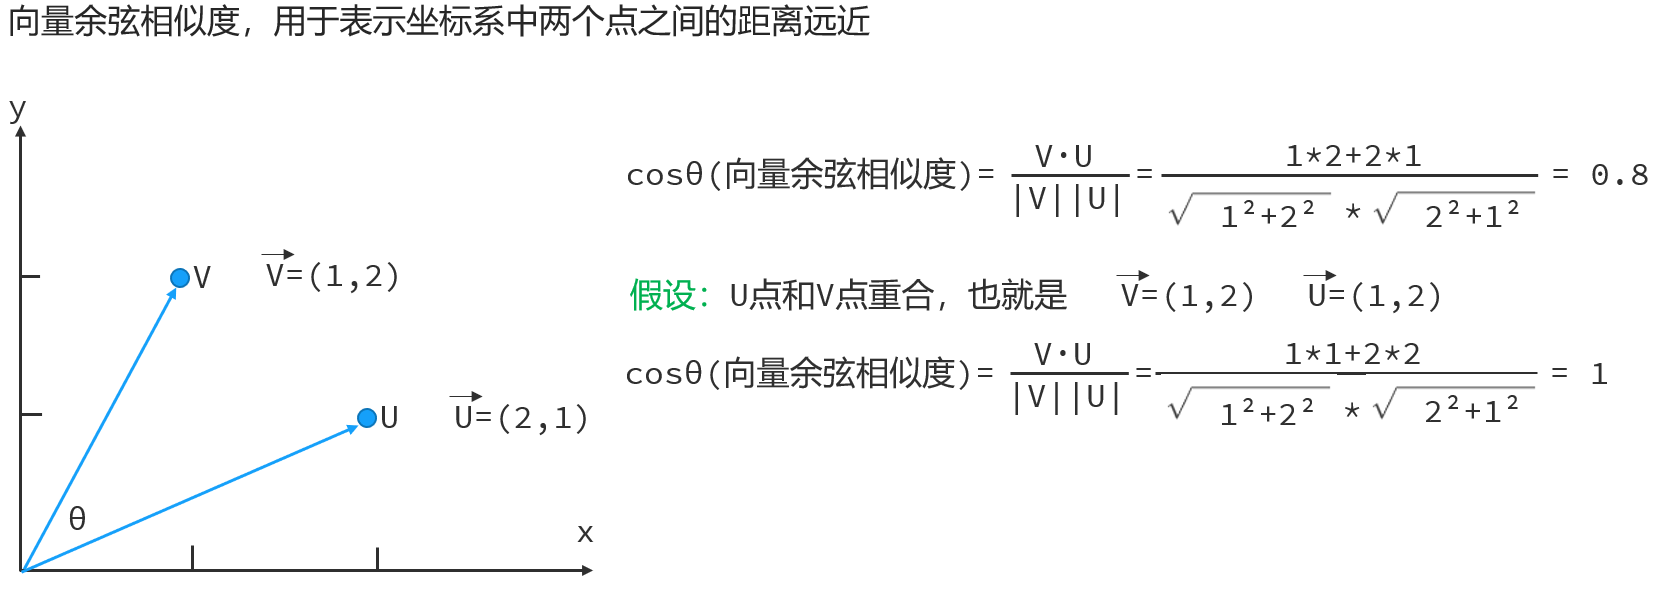 向量余弦相似度，用于表示坐标系中两个点之间的距离远近
y
V
V=(1,2)
U
U=(2,1)
θ
x
cosθ(向量余弦相似度)= V·U / |V||U| = 1*2+2*1 / √1²+2² * √2²+1² = 0.8
假设：U点和V点重合，也就是 V=(1,2) U=(1,2)
cosθ(向量余弦相似度)= V·U / |V||U| = 1*1+2*2 / √1²+2² * √2²+1² = 1